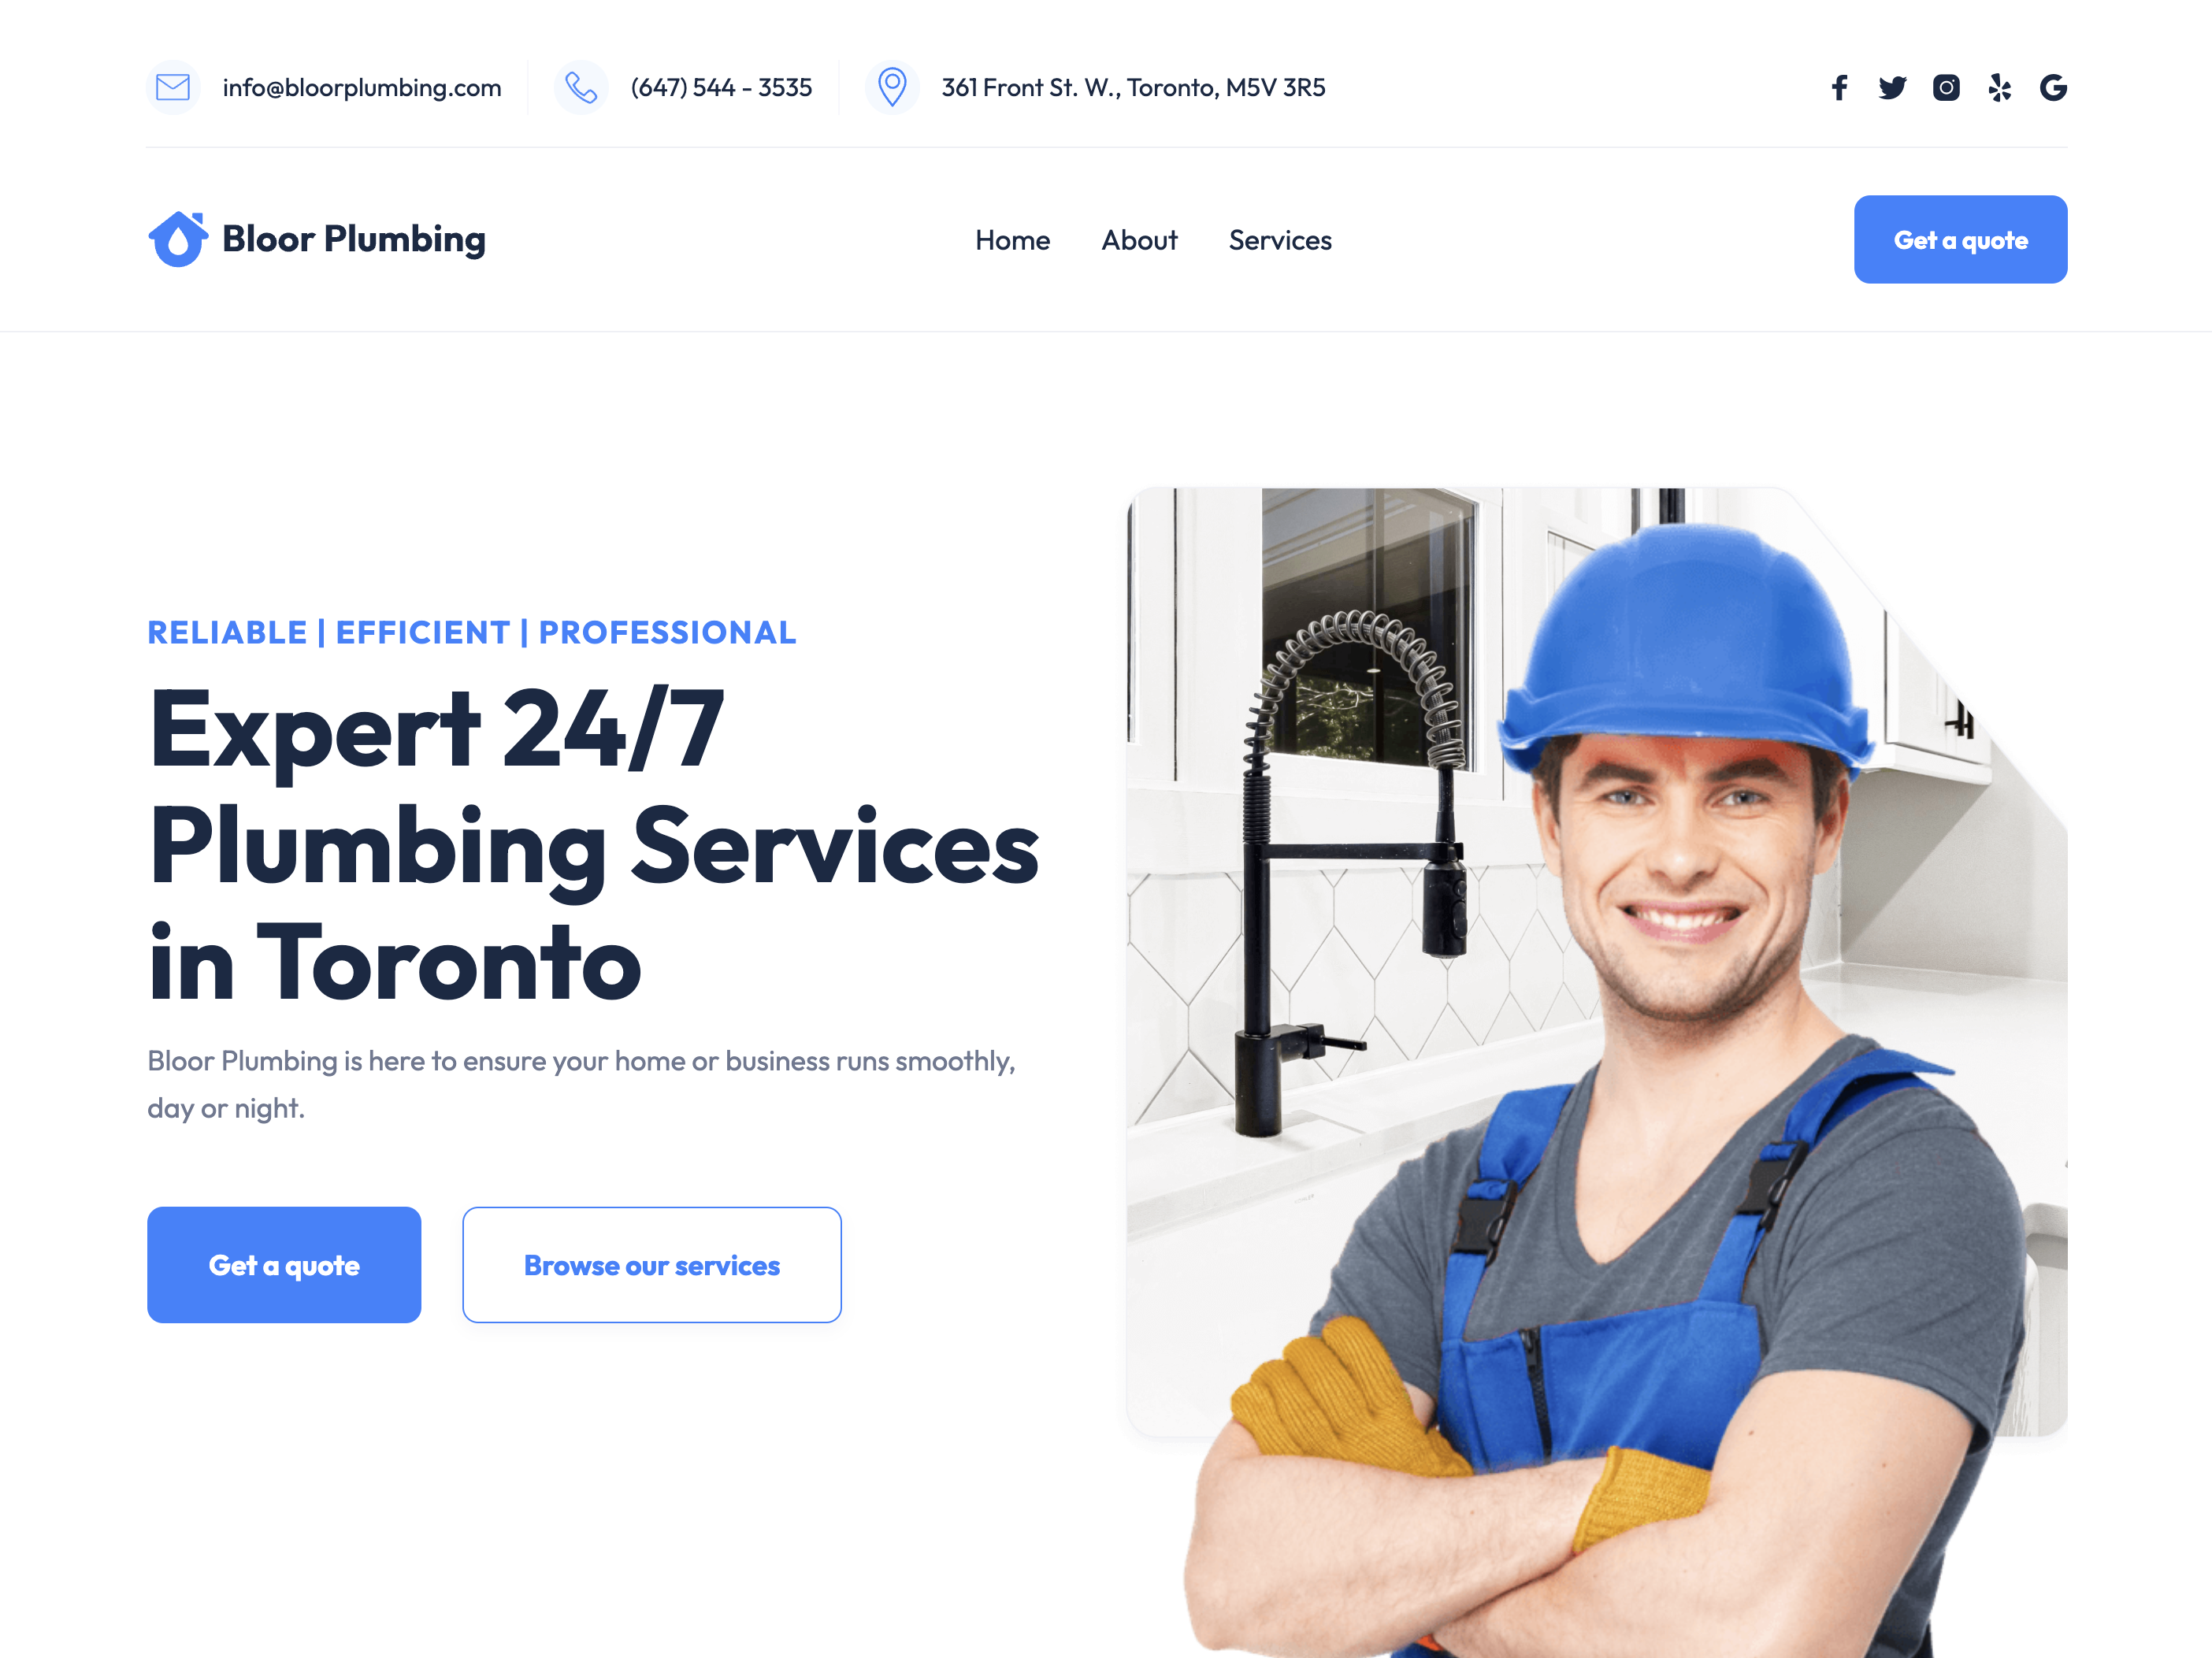 info@bloorplumbing.com
(647) 544 - 3535
361 Front St. W., Toronto, M5V 3R5
Bloor Plumbing
Home
About
Services
Get a quote
RELIABLE | EFFICIENT | PROFESSIONAL
Expert 24/7
Plumbing Services
in Toronto
Bloor Plumbing is here to ensure your home or business runs smoothly,
day or night.
Get a quote
Browse our services